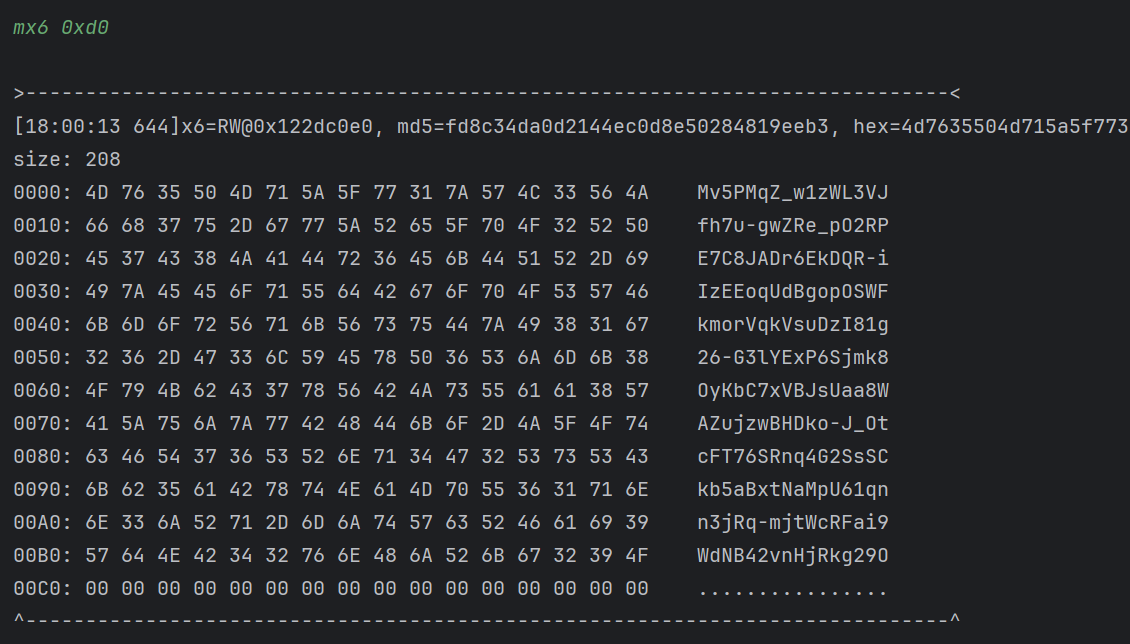 mx6 0xd0
>-----------------------------------------------------------------------------<
[18:00:13 644]x6=RW@0x122dc0e0, md5=fd8c34da0d2144ec0d8e50284819eeb3, hex=4d7635504d715a5f773
size: 208
0000: 4D 76 35 50 4D 71 5A 5F 77 31 7A 57 4C 33 56 4A    Mv5PMqZ_w1zWL3VJ
0010: 66 68 37 75 2D 67 77 5A 52 65 5F 70 4F 32 52 50    fh7u-gwZRe_pO2RP
0020: 45 37 43 38 4A 41 44 72 36 45 6B 44 51 52 2D 69    E7C8JADr6EkDQR-i
0030: 49 7A 45 45 6F 71 55 64 42 67 6F 70 4F 53 57 46    IzEEoqUdBgopOSWF
0040: 6B 6D 6F 72 56 71 6B 56 73 75 44 7A 49 38 31 67    kmorVqkVsuDzI81g
0050: 32 36 2D 47 33 6C 59 45 78 50 36 53 6A 6D 6B 38    26-G3lYExP6Sjmk8
0060: 4F 79 4B 62 43 37 78 56 42 4A 73 55 61 61 38 57    OyKbC7xVBJsUaa8W
0070: 41 5A 75 6A 7A 77 42 48 44 6B 6F 2D 4A 5F 4F 74    AZujzwBHDko-J_Ot
0080: 63 46 54 37 36 53 52 6E 71 34 47 32 53 73 53 43    cFT76SRnq4G2SsSC
0090: 6B 62 35 61 42 78 74 4E 61 4D 70 55 36 31 71 6E    kb5aBxtNaMpU61qn
00A0: 6E 33 6A 52 71 2D 6D 6A 74 57 63 52 46 61 69 39    n3jRq-mjtWcRFai9
00B0: 57 64 4E 42 34 32 76 6E 48 6A 52 6B 67 32 39 4F    WdNB42vnHjRkg29O
00C0: 00 00 00 00 00 00 00 00 00 00 00 00 00 00 00 00    ................
^-----------------------------------------------------------------------------^